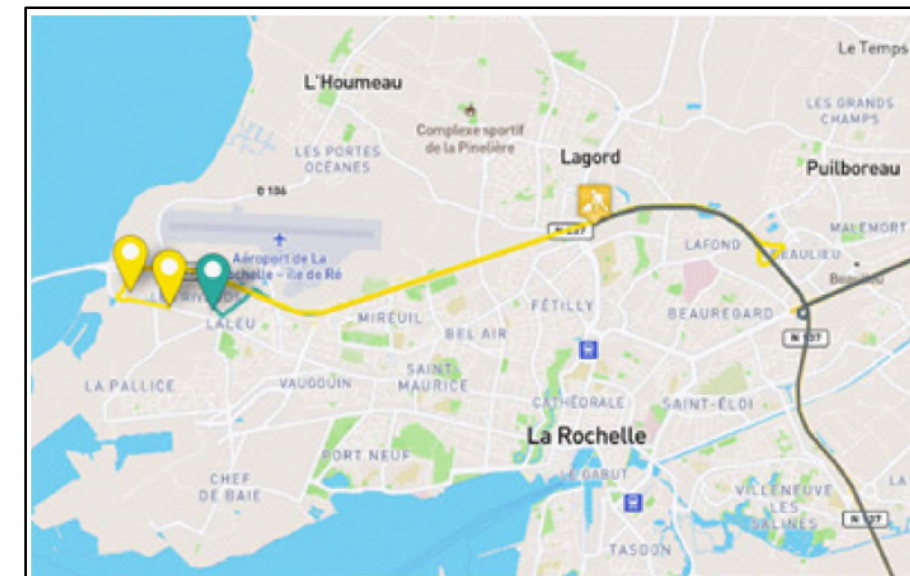 Le Temps
L'Houmeau
LES GRANDS
CHAMPS
Complexe sportif
de la Pinelière
LES PORTES
OCÉANES
Lagord
Puilboreau
D 106
N 237
MALEMORT
LAFOND
BEAULIEU
Aéroport de La
Rochelle - île de Ré
Beaulieu
LALEU
MIREUIL
FÉTILLY
BEAUREGARD
BEL AIR
N 137
LA PALLICE
VAUGOUIN
SAINT
MAURICE
CATHÉDRALE
SAINT-ÉLOI
La Rochelle
PORT NEUF
LE GABUT
CHEF
DE BAIE
VILLENEUVE
LES
SALINES
LA
N 137
TASDON